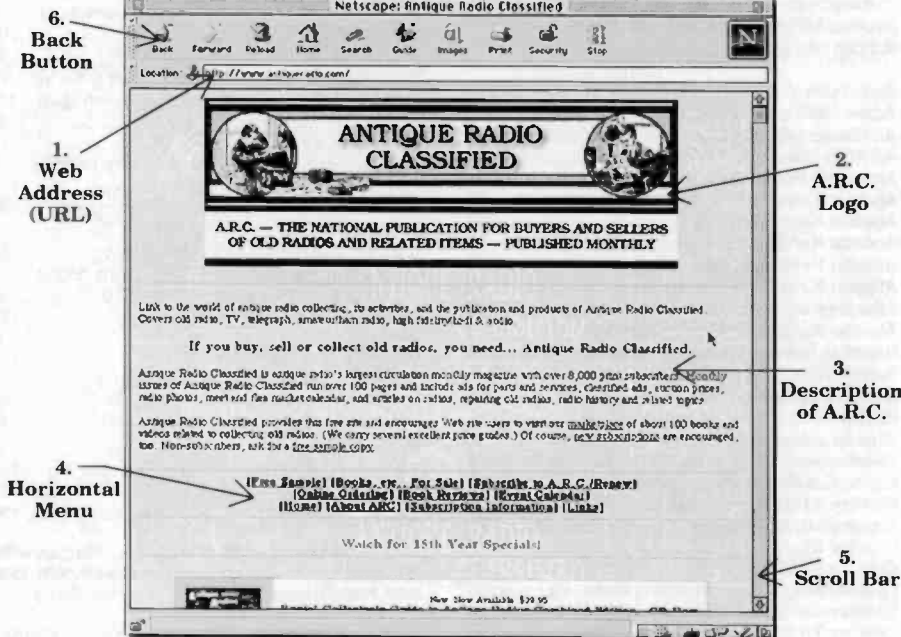 Netscape: Antique Radio Classified
6.
Back
Button
Back Forward Reload Home Search Guide Images Print Security Stop
N
Location: http://www.antiqueradio.com/
1.
Web
Address
(URL)
ANTIQUE RADIO
CLASSIFIED
2.
A.R.C.
Logo
A.R.C. — THE NATIONAL PUBLICATION FOR BUYERS AND SELLERS
OF OLD RADIOS AND RELATED ITEMS — PUBLISHED MONTHLY
Link to the world of antique radio collecting, its activities, and the publication and products of Antique Radio Classified.
Covers old radio, TV, telegraph, amateur/ham radio, high fidelity/hi-fi & audio.
If you buy, sell or collect old radios, you need... Antique Radio Classified.
Antique Radio Classified is antique radio's largest circulation monthly magazine with over 8,000 print subscribers. Monthly
issues of Antique Radio Classified run over 100 pages and include ads for parts and services, classified ads, auction prices,
radio photos, meet and flea market calendar, and articles on radios, repairing old radios, radio history and related topics.
3.
Description
of A.R.C.
Antique Radio Classified provides this free site and encourages Web site users to visit our marketplace of about 100 books and
videos related to collecting old radios. (We carry several excellent price guides.) Of course, new subscriptions are encouraged,
too. Non-subscribers, ask for a free sample copy.
4.
Horizontal
Menu
[Free Sample] [Books, etc., For Sale] [Subscribe to A.R.C./Renew]
[Online Ordering] [Book Reviews] [Event Calendar]
[Home] [About ARC] [Subscription Information] [Links]
Watch for 15th Year Specials!
5.
Scroll Bar
New Now Available $29.95
Collector's Guide to Antique Radios Combined Edition